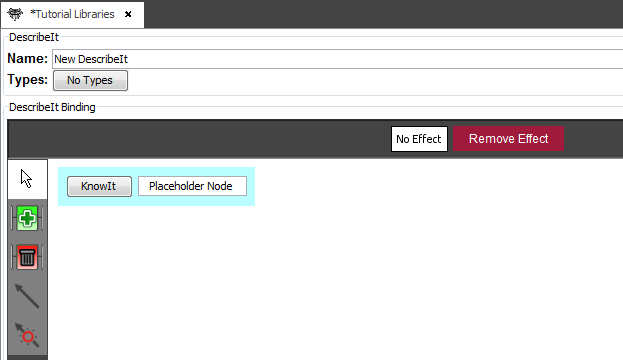 *Tutorial Libraries
DescribeIt
Name: New DescribeIt
Types: No Types
DescribeIt Binding
No Effect Remove Effect
KnowIt Placeholder Node